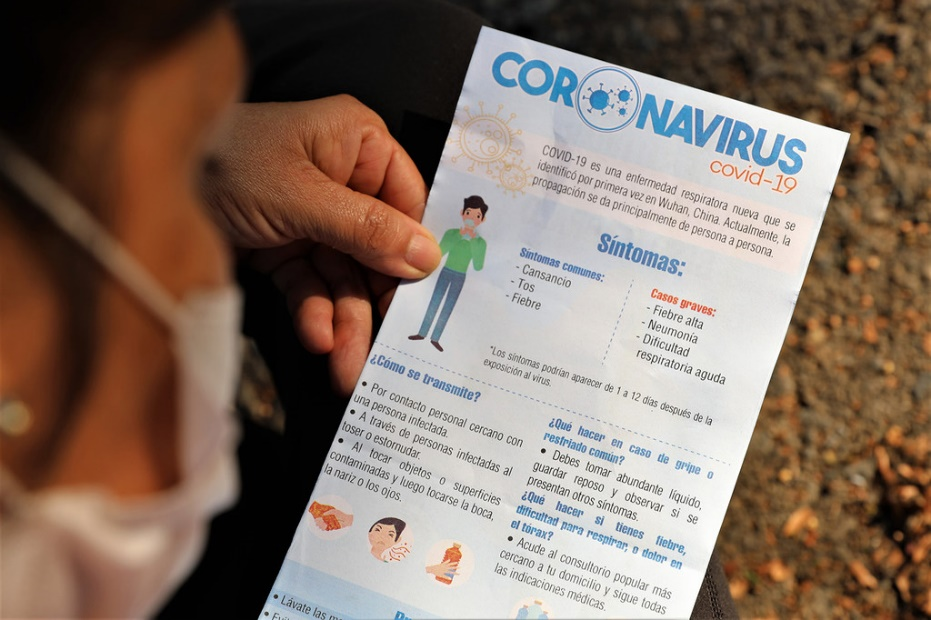 CORONAVIRUS
covid-19
COVID-19 es una enfermedad respiratora nueva que se
identificó por primera vez en Wuhan, China. Actualmente, la
propagación se da principalmente de persona a persona.
Síntomas:
Síntomas comunes:
- Cansancio
- Tos
- Fiebre
Casos graves:
- Fiebre alta
- Neumonía
- Dificultad
respiratoria aguda
*Los síntomas podrían aparecer de 1 a 12 días después de la
exposición al virus.
¿Cómo se transmite?
• Por contacto personal cercano con
una persona infectada.
• A través de personas infectadas al
toser o estornudar.
• Al tocar objetos o superficies
contaminadas y luego tocarse la boca,
la nariz o los ojos.
¿Qué hacer en caso de gripe o
resfriado común?
• Debes tomar abundante líquido,
guardar reposo y observar si se
presentan otros síntomas.
¿Qué hacer si tienes fiebre,
dificultad para respirar, o dolor en
el tórax?
• Acude al consultorio popular más
cercano a tu domicilio y sigue todas
las indicaciones médicas.
• Lávate las